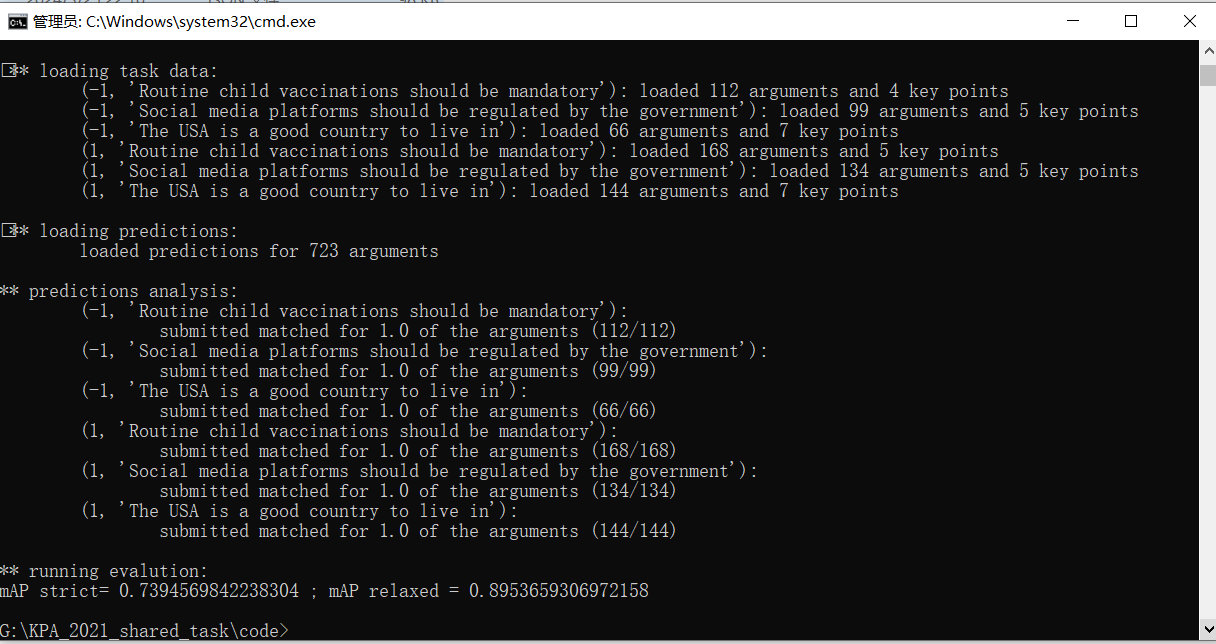 管理员: C:\Windows\system32\cmd.exe
** loading task data:
(-1, 'Routine child vaccinations should be mandatory'): loaded 112 arguments and 4 key points
(-1, 'Social media platforms should be regulated by the government'): loaded 99 arguments and 5 key points
(-1, 'The USA is a good country to live in'): loaded 66 arguments and 7 key points
(1, 'Routine child vaccinations should be mandatory'): loaded 168 arguments and 5 key points
(1, 'Social media platforms should be regulated by the government'): loaded 134 arguments and 5 key points
(1, 'The USA is a good country to live in'): loaded 144 arguments and 7 key points
** loading predictions:
loaded predictions for 723 arguments
** predictions analysis:
(-1, 'Routine child vaccinations should be mandatory'):
submitted matched for 1.0 of the arguments (112/112)
(-1, 'Social media platforms should be regulated by the government'):
submitted matched for 1.0 of the arguments (99/99)
(-1, 'The USA is a good country to live in'):
submitted matched for 1.0 of the arguments (66/66)
(1, 'Routine child vaccinations should be mandatory'):
submitted matched for 1.0 of the arguments (168/168)
(1, 'Social media platforms should be regulated by the government'):
submitted matched for 1.0 of the arguments (134/134)
(1, 'The USA is a good country to live in'):
submitted matched for 1.0 of the arguments (144/144)
** running evalution:
mAP strict= 0.7394569842238304 ; mAP relaxed = 0.8953659306972158
G:\KPA_2021_shared_task\code>